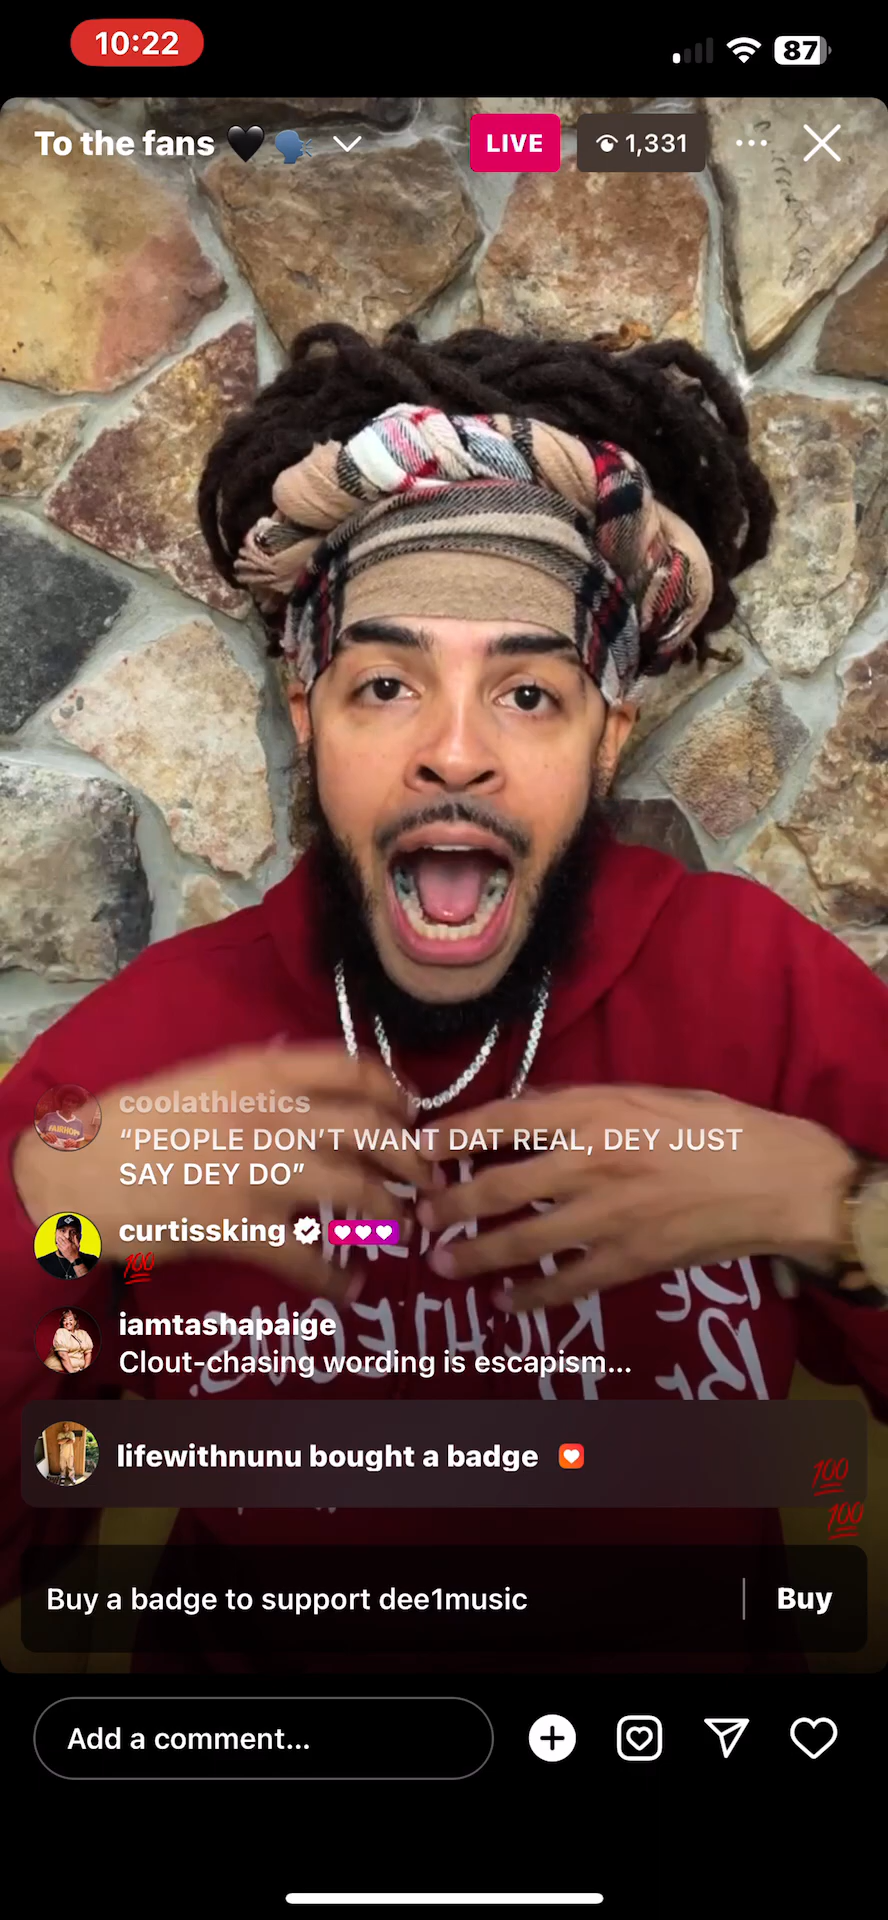 10:22
87
To the fans 🖤 🗣️
LIVE
1,331
coolathletics
“PEOPLE DON’T WANT DAT REAL, DEY JUST
SAY DEY DO”
curtissking
💯
iamtashapaige
Clout-chasing wording is escapism...
lifewithnunu bought a badge
💯
💯
Buy a badge to support dee1music
Buy
Add a comment...